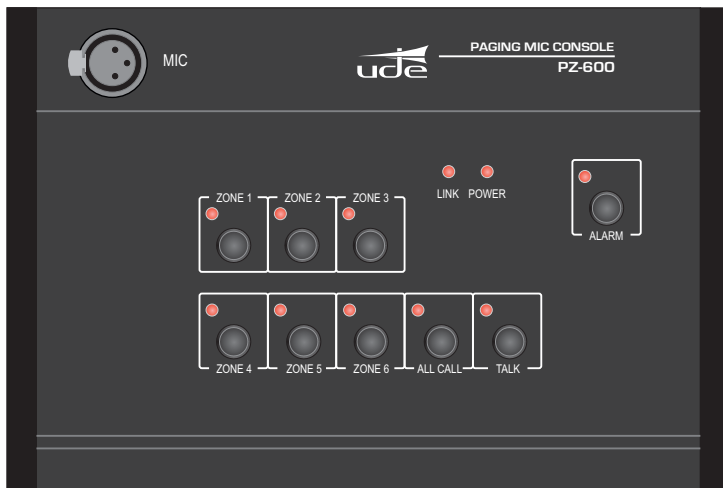 MIC
ude
PAGING MIC CONSOLE
PZ-600
LINK POWER
ALARM
ZONE 1 ZONE 2 ZONE 3
ZONE 4 ZONE 5 ZONE 6 ALL CALL TALK